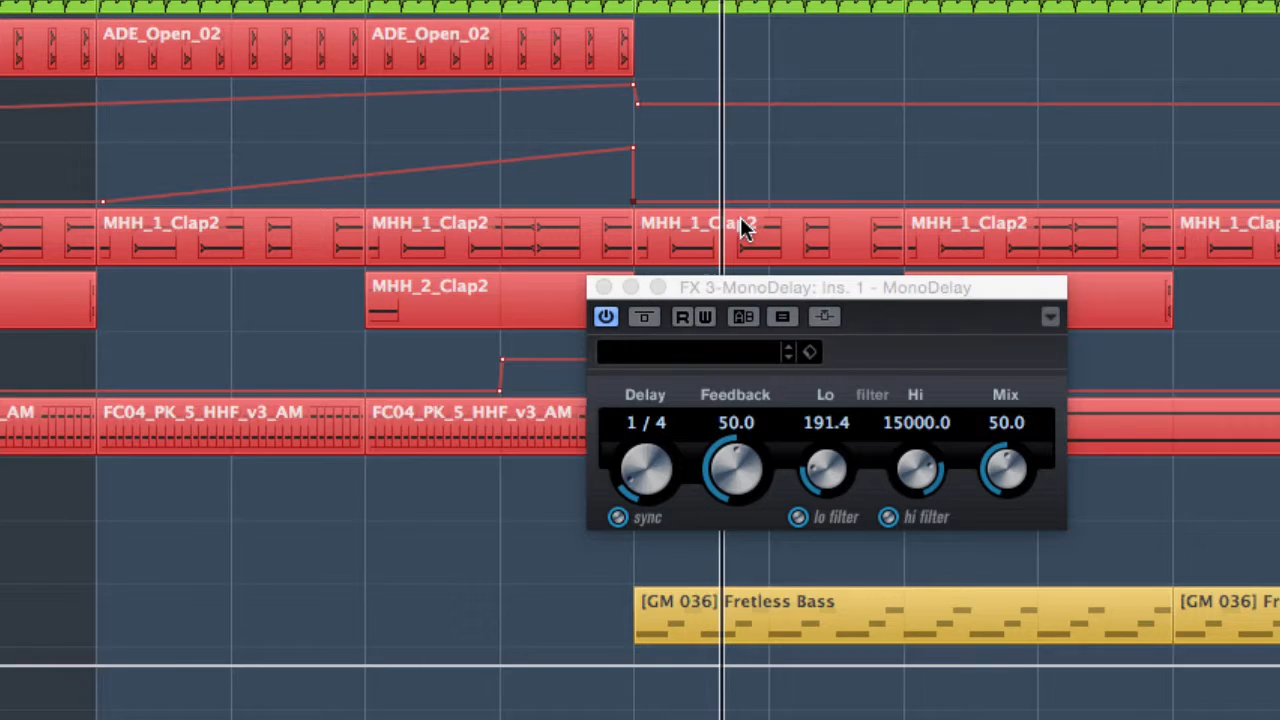 ADE_Open_02 ADE_Open_02
MHH_1_Clap2 MHH_1_Clap2 MHH_1_Clap2 MHH_1_Clap2 MHH_1_Clap
MHH_2_Clap2
FX 3-MonoDelay: Ins. 1 - MonoDelay
R W
Delay Feedback Lo filter Hi Mix
_AM FC04_PK_5_HHF_v3_AM FC04_PK_5_HHF_v3_AM
1 / 4 50.0 191.4 15000.0 50.0
sync lo filter hi filter
[GM 036] Fretless Bass [GM 036] Fr